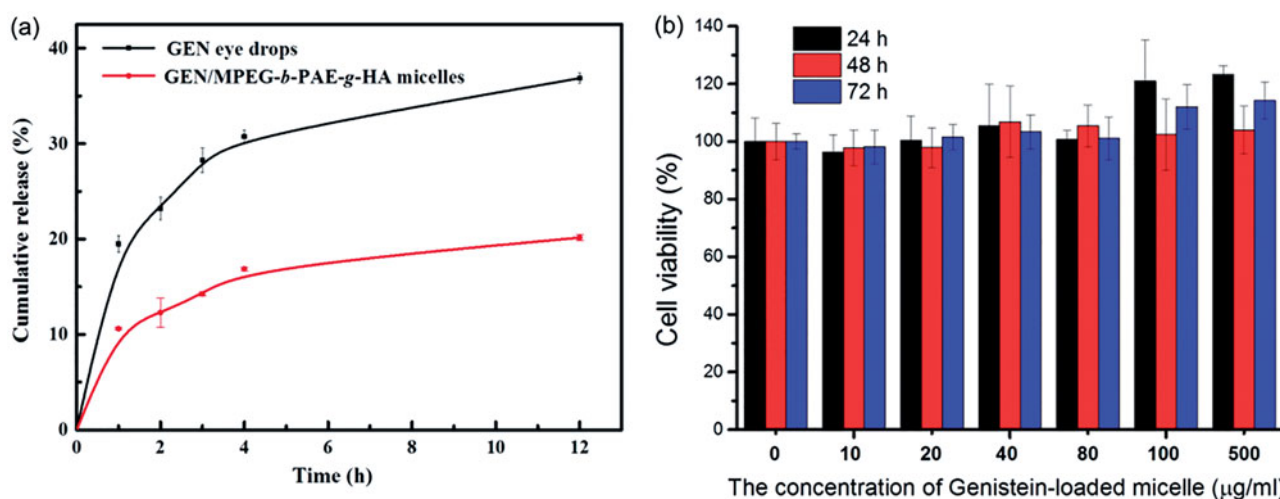 (a)
GEN eye drops
GEN/MPEG-b-PAE-g-HA micelles
Cumulative release (%)
40
30
20
10
0
0 2 4 6 8 10 12
Time (h)
(b)
24 h
48 h
72 h
Cell viability (%)
140
120
100
80
60
40
20
0
0 10 20 40 80 100 500
The concentration of Genistein-loaded micelle (μg/ml)